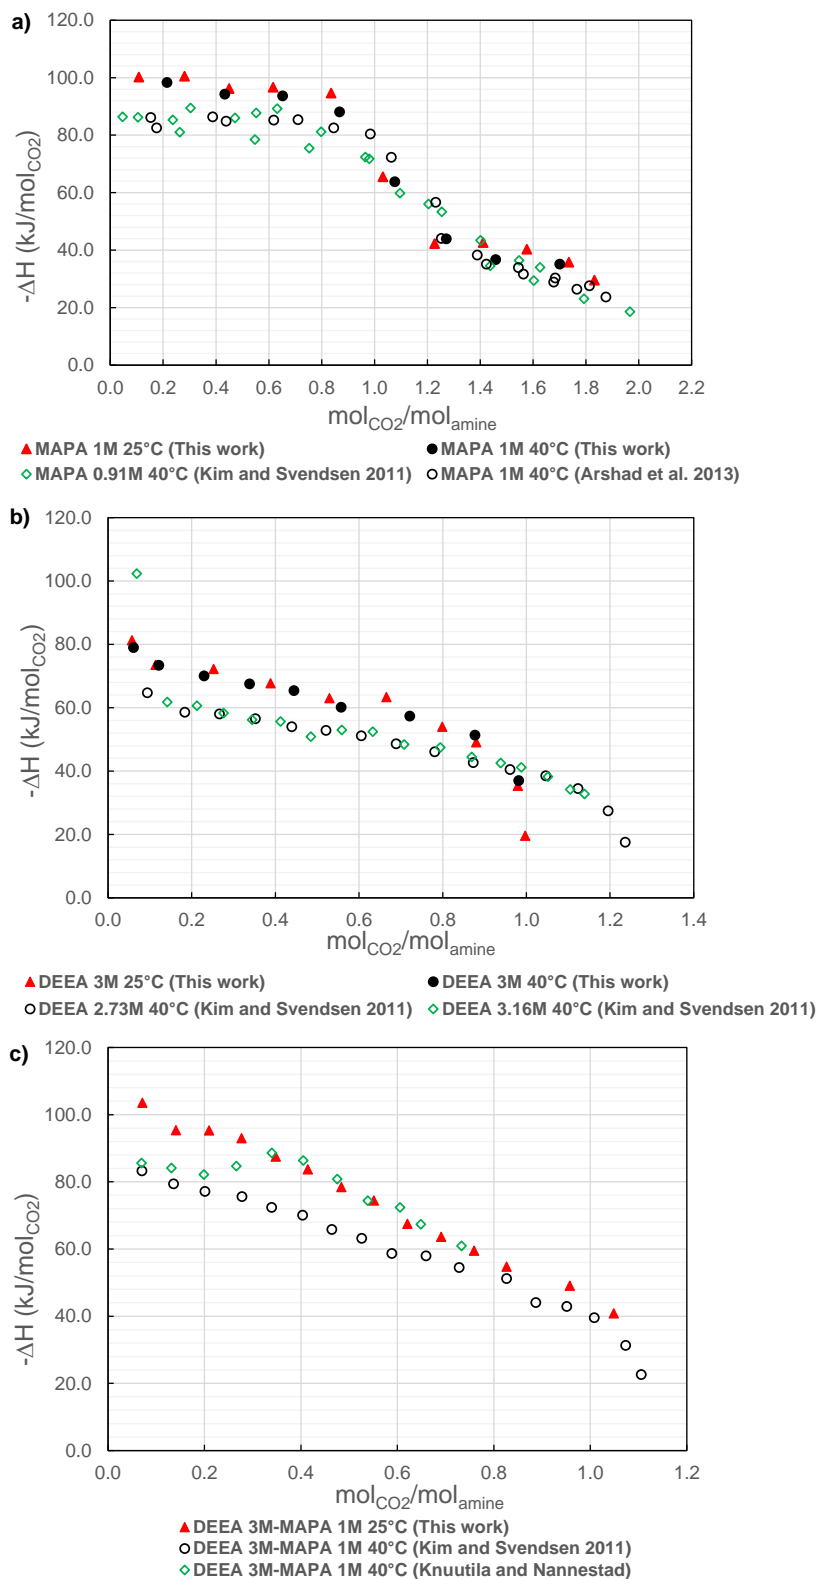 a)
120.0
100.0
80.0
60.0
40.0
20.0
0.0
-ΔH (kJ/molCO2)
0.0 0.2 0.4 0.6 0.8 1.0 1.2 1.4 1.6 1.8 2.0 2.2
molCO2/molamine
MAPA 1M 25°C (This work) MAPA 1M 40°C (This work)
MAPA 0.91M 40°C (Kim and Svendsen 2011) MAPA 1M 40°C (Arshad et al. 2013)
b)
120.0
100.0
80.0
60.0
40.0
20.0
0.0
-ΔH (kJ/molCO2)
0.0 0.2 0.4 0.6 0.8 1.0 1.2 1.4
molCO2/molamine
DEEA 3M 25°C (This work) DEEA 3M 40°C (This work)
DEEA 2.73M 40°C (Kim and Svendsen 2011) DEEA 3.16M 40°C (Kim and Svendsen 2011)
c)
120.0
100.0
80.0
60.0
40.0
20.0
0.0
-ΔH (kJ/molCO2)
0.0 0.2 0.4 0.6 0.8 1.0 1.2
molCO2/molamine
DEEA 3M-MAPA 1M 25°C (This work)
DEEA 3M-MAPA 1M 40°C (Kim and Svendsen 2011)
DEEA 3M-MAPA 1M 40°C (Knuutila and Nannestad)